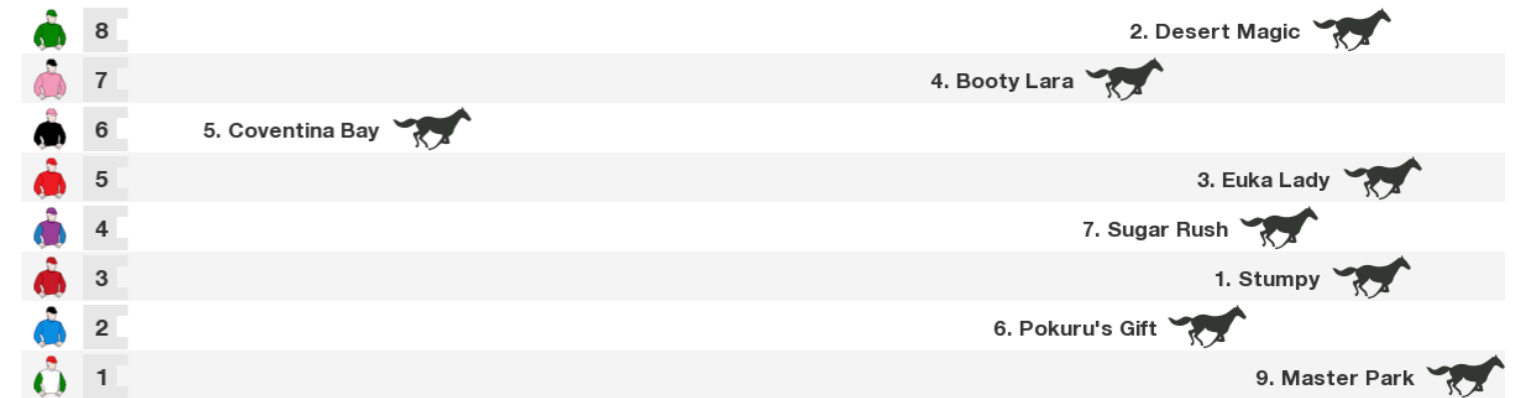 8 2. Desert Magic
7 4. Booty Lara
6 5. Coventina Bay
5 3. Euka Lady
4 7. Sugar Rush
3 1. Stumpy
2 6. Pokuru's Gift
1 9. Master Park